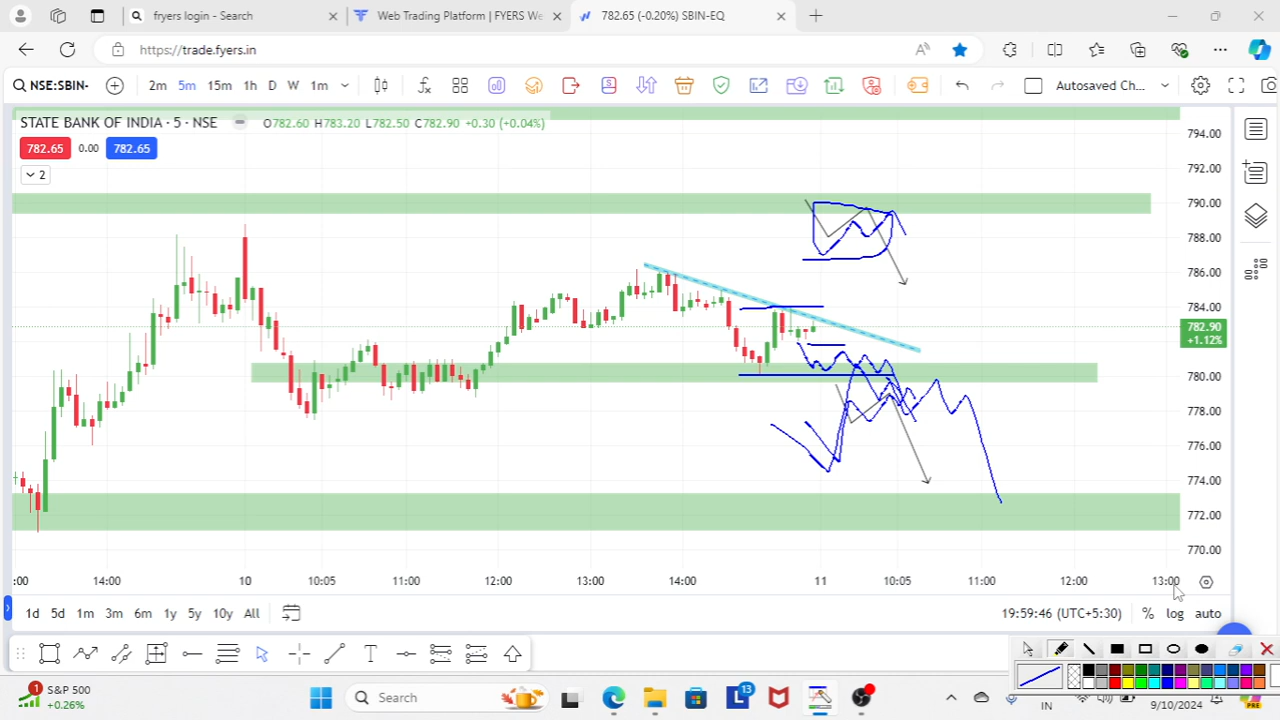 fryers login - Search
Web Trading Platform | FYERS We
782.65 (-0.20%) SBIN-EQ
https://trade.fyers.in
NSE:SBIN- 2m 5m 15m 1h D W 1m Autosaved Ch...
STATE BANK OF INDIA · 5 · NSE O782.60 H783.20 L782.50 C782.90 +0.30 (+0.04%)
782.65 0.00 782.65
2
794.00
792.00
790.00
788.00
786.00
784.00
782.90
+1.12%
780.00
778.00
776.00
774.00
772.00
770.00
:00 14:00 10 10:05 11:00 12:00 13:00 14:00 11 10:05 11:00 12:00 13:00
1d 5d 1m 3m 6m 1y 5y 10y All 19:59:46 (UTC+5:30) % log auto
1 S&P 500
+0.26%
Search
13
IN
9/10/2024
PRE